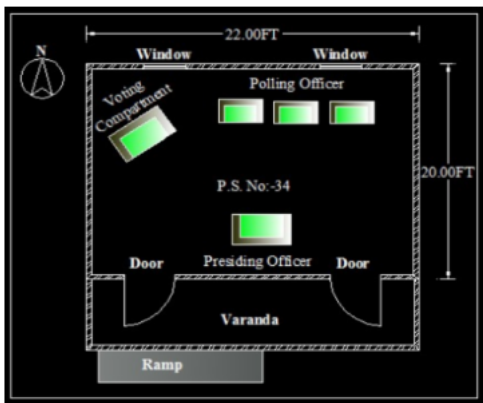 22.00FT
N
Window
Window
Voting
Compartment
Polling Officer
20.00FT
P.S. No:-34
Door
Presiding Officer
Door
Varanda
Ramp